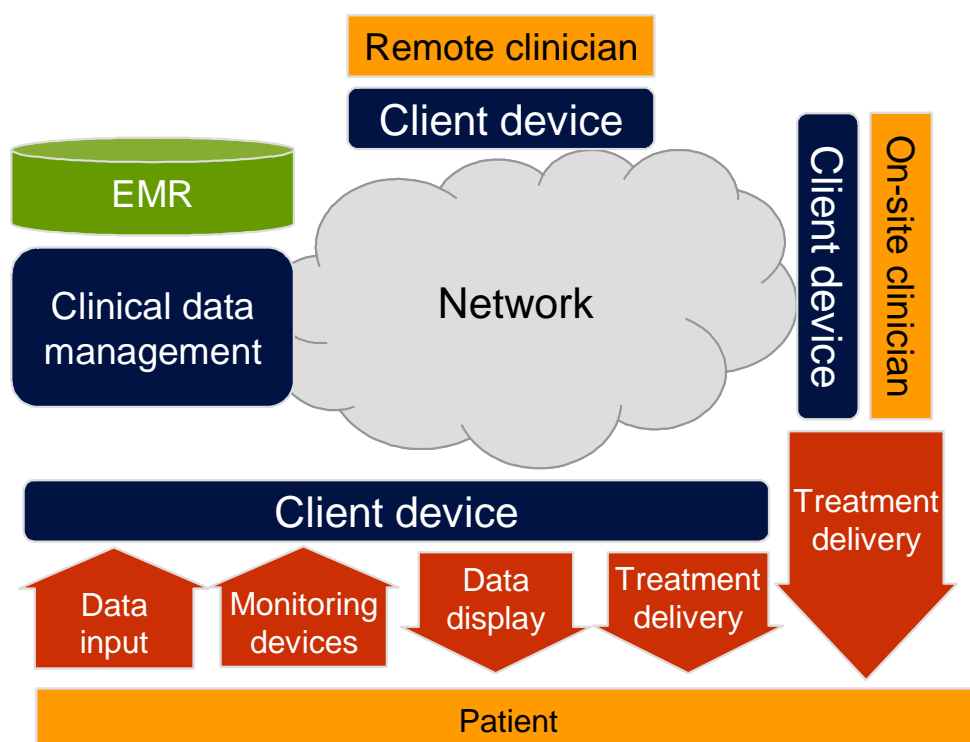 Remote clinician
Client device
EMR
Clinical data
management
Network
Client device
On-site clinician
Client device
Treatment
delivery
Data
input
Monitoring
devices
Data
display
Treatment
delivery
Patient